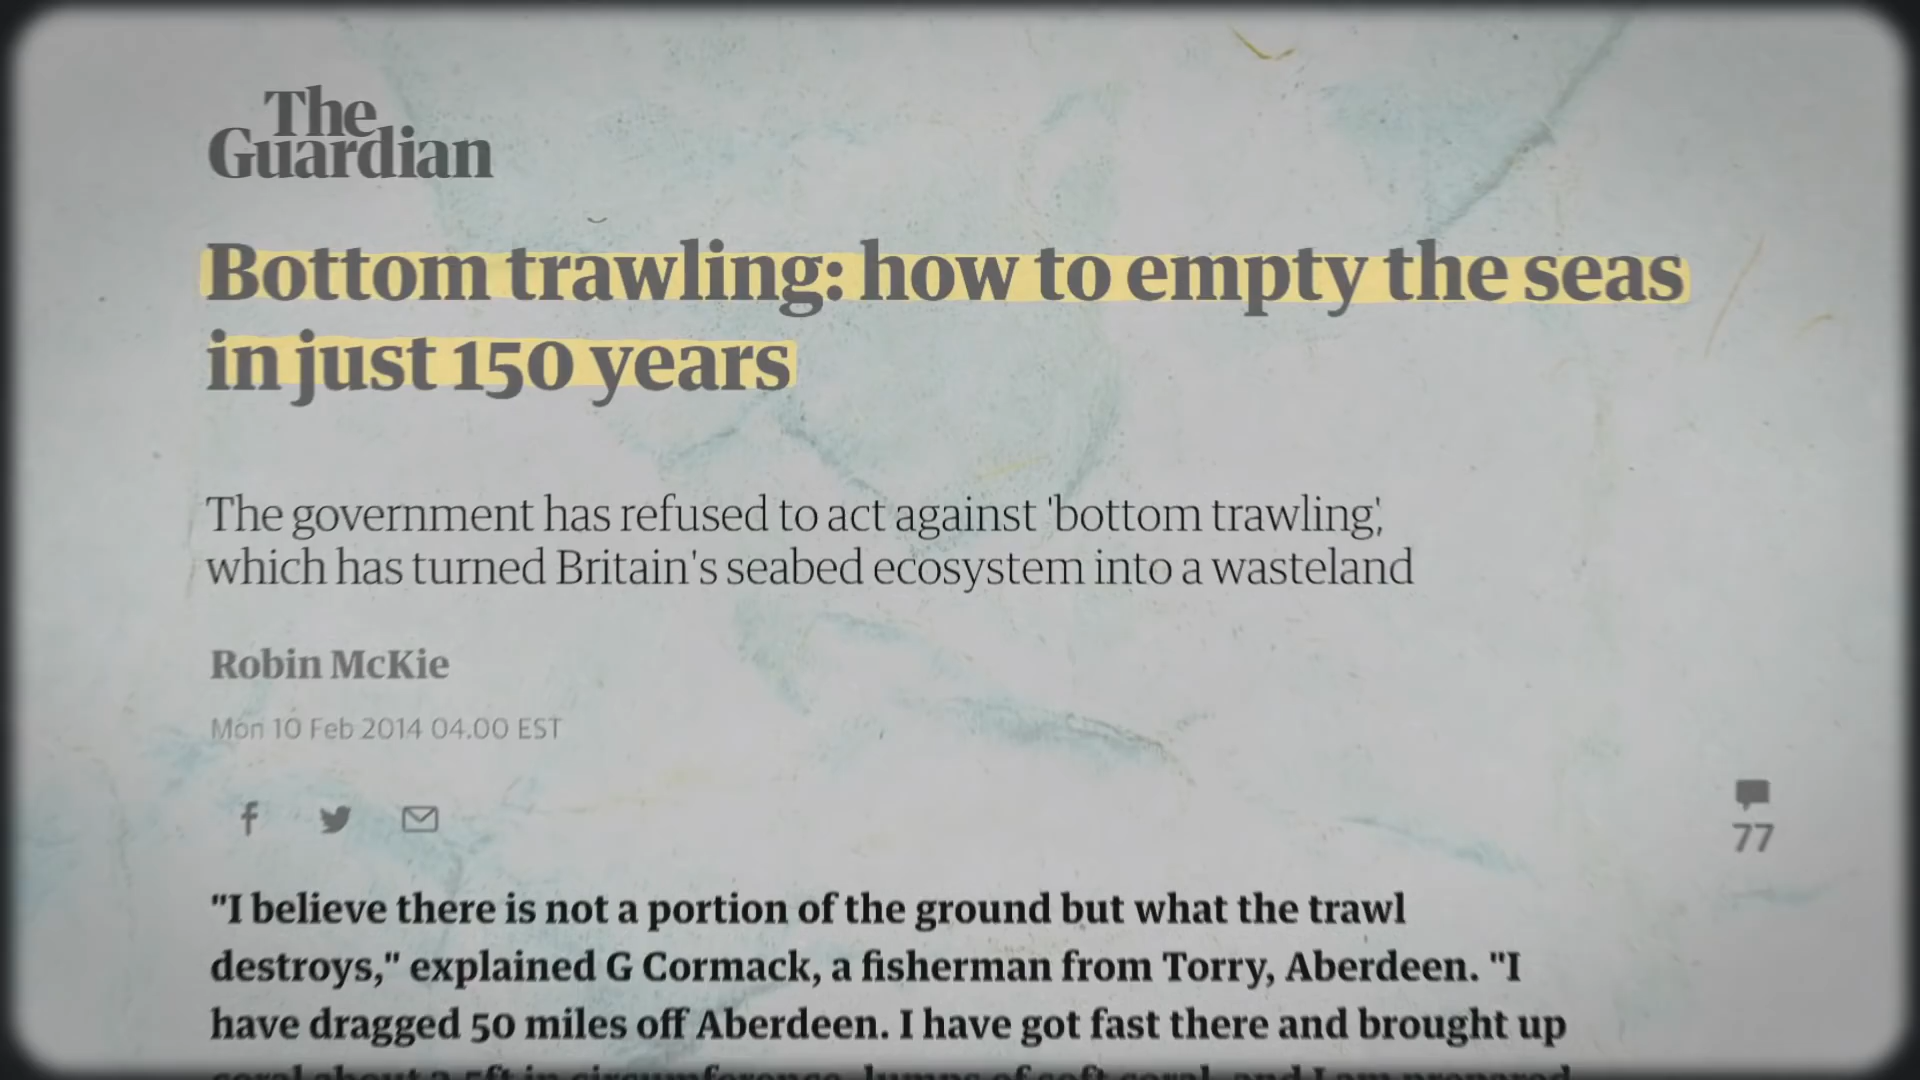 The
Guardian
Bottom trawling: how to empty the seas
in just 150 years
The government has refused to act against 'bottom trawling',
which has turned Britain's seabed ecosystem into a wasteland
Robin McKie
Mon 10 Feb 2014 04.00 EST
77
"I believe there is not a portion of the ground but what the trawl
destroys," explained G Cormack, a fisherman from Torry, Aberdeen. "I
have dragged 50 miles off Aberdeen. I have got fast there and brought up